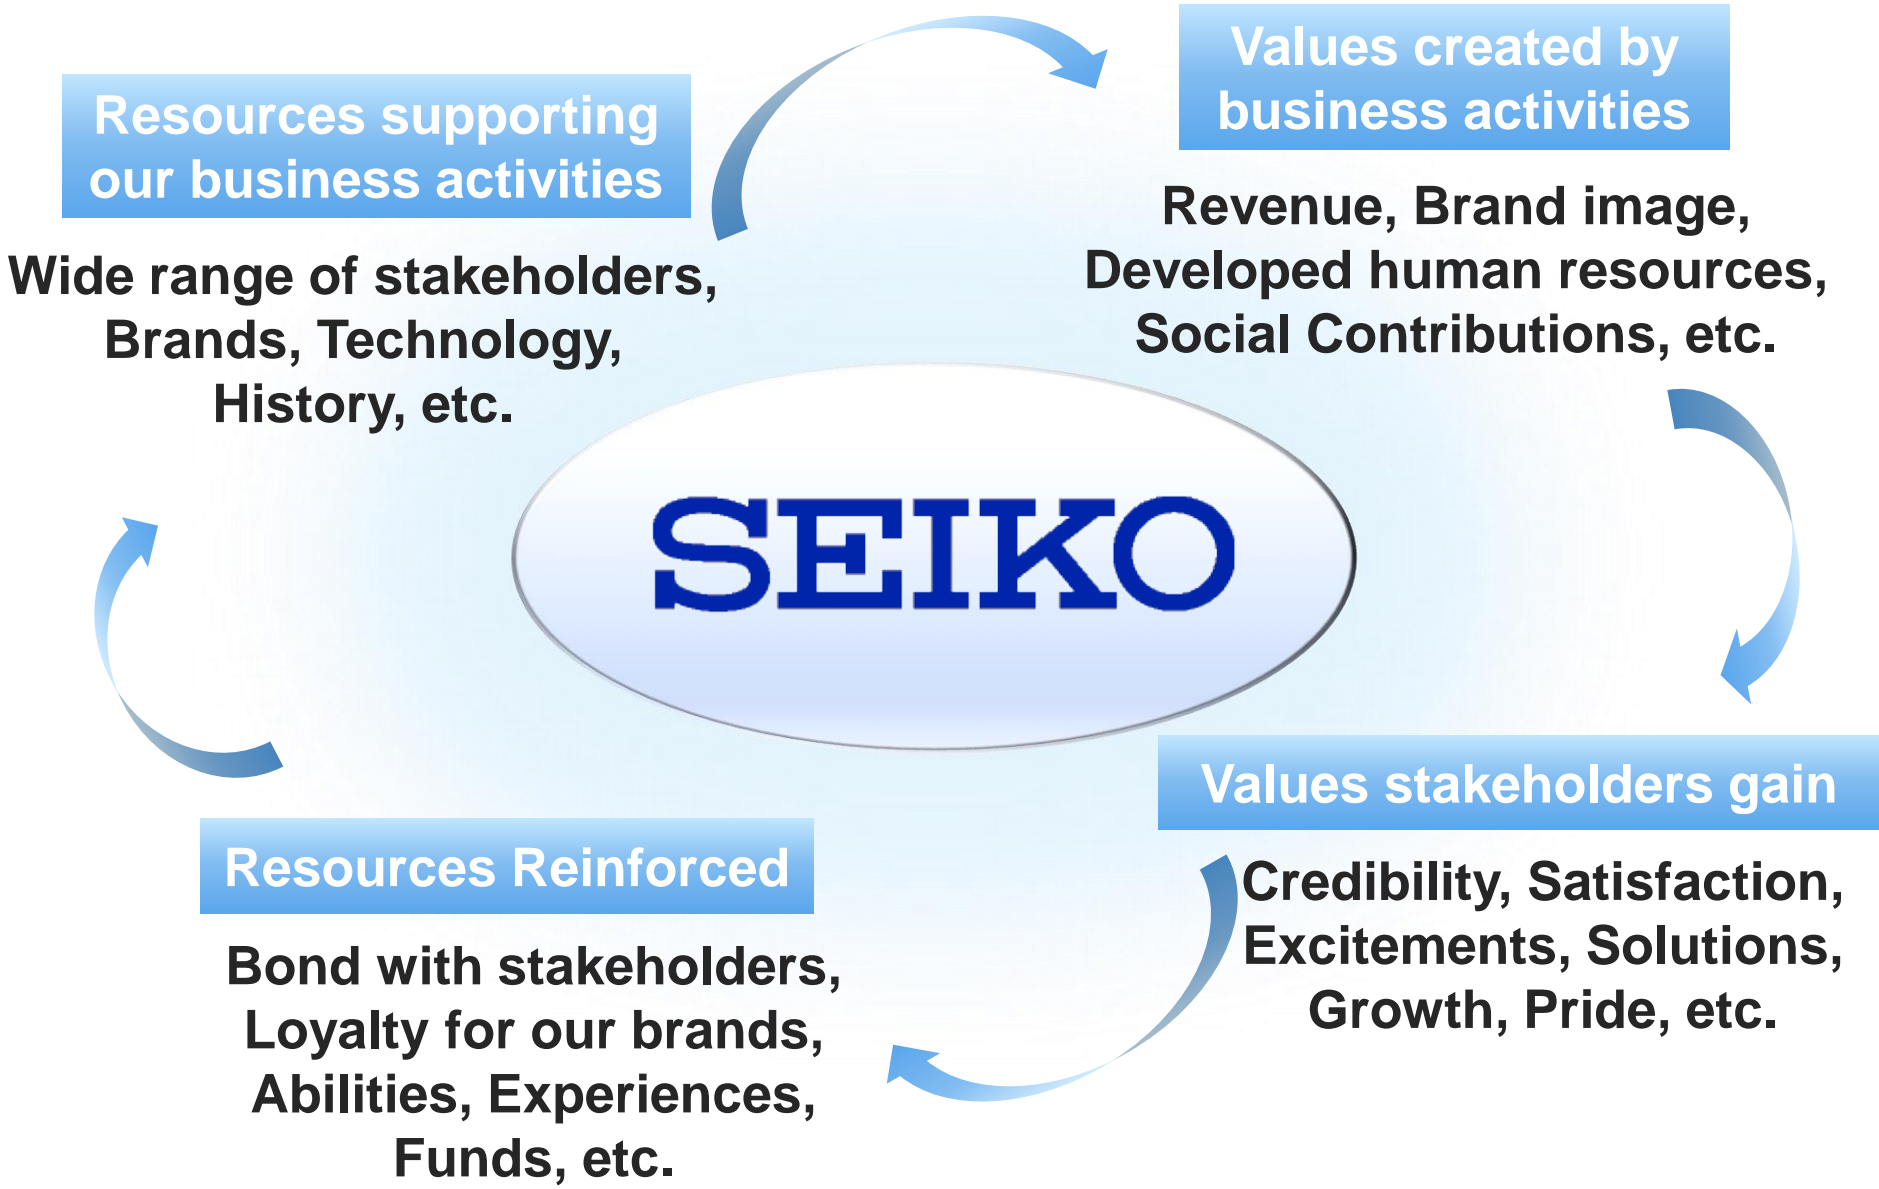 Resources supporting
our business activities
Wide range of stakeholders,
Brands, Technology,
History, etc.
Values created by
business activities
Revenue, Brand image,
Developed human resources,
Social Contributions, etc.
SEIKO
Values stakeholders gain
Credibility, Satisfaction,
Excitements, Solutions,
Growth, Pride, etc.
Resources Reinforced
Bond with stakeholders,
Loyalty for our brands,
Abilities, Experiences,
Funds, etc.